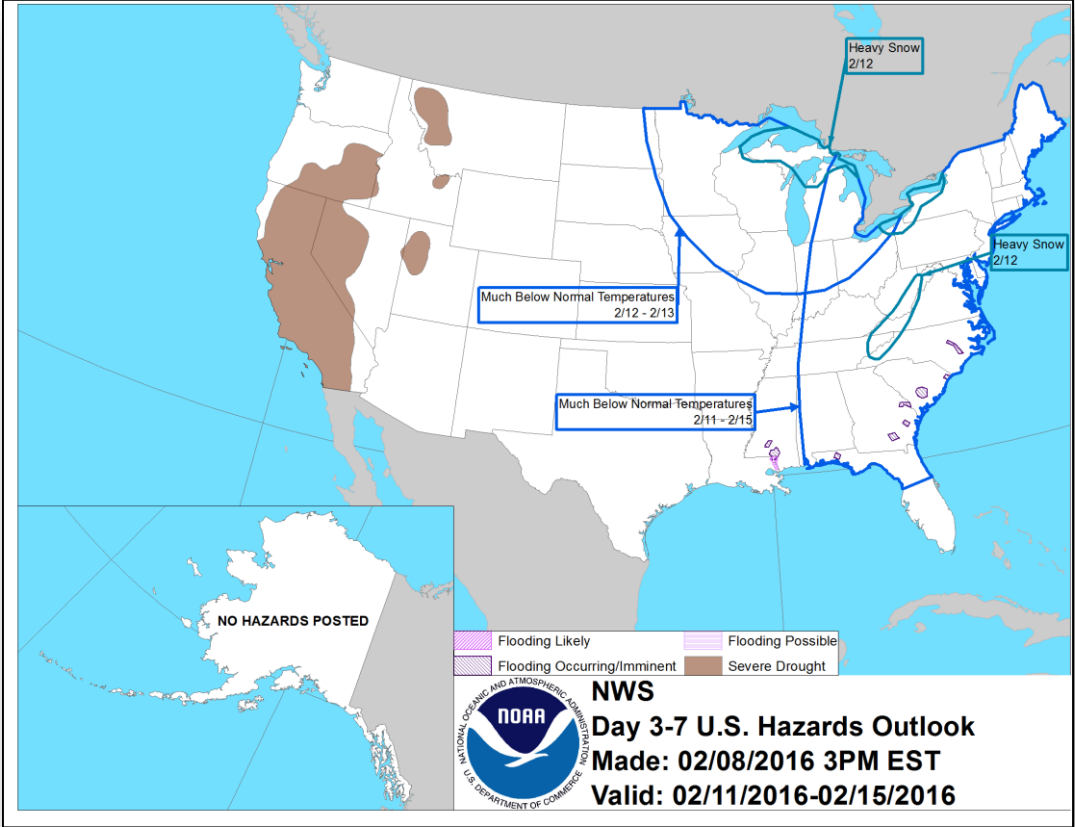 Heavy Snow
2/12
Heavy Snow
2/12
Much Below Normal Temperatures
2/12 - 2/13
Much Below Normal Temperatures
2/11 - 2/15
NO HAZARDS POSTED
Flooding Likely
Flooding Possible
Flooding Occurring/Imminent
Severe Drought
NATIONAL OCEANIC AND ATMOSPHERIC ADMINISTRATION
NOAA
U.S. DEPARTMENT OF COMMERCE
NWS
Day 3-7 U.S. Hazards Outlook
Made: 02/08/2016 3PM EST
Valid: 02/11/2016-02/15/2016